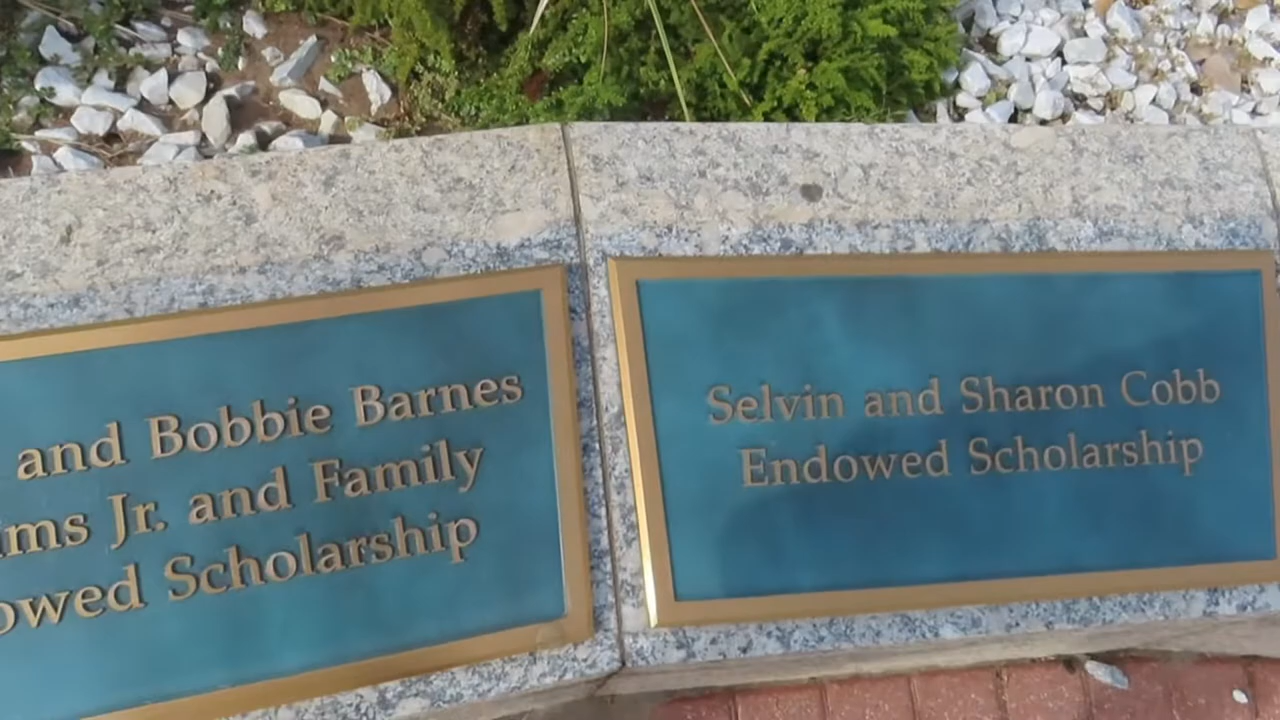 and Bobbie Barnes
Jr. and Family
Scholarship
Selvin and Sharon Cobb
Endowed Scholarship